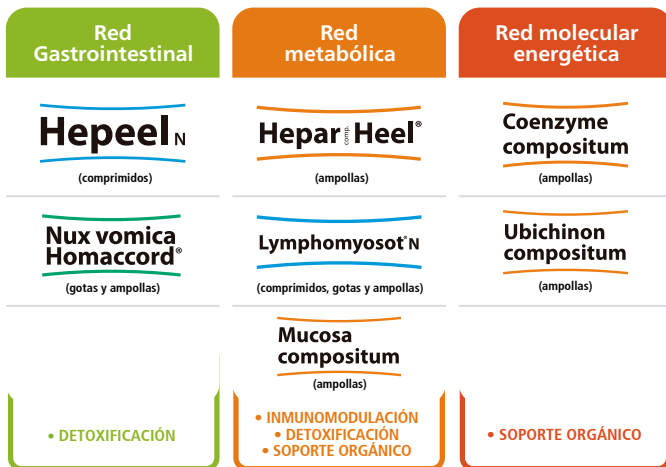 Red
Gastrointestinal
Hepeel N
(comprimidos)
Nux vomica
Homaccord®
(gotas y ampollas)
• DETOXIFICACIÓN
Red
metabólica
Hepar comp. Heel®
(ampollas)
Lymphomyosot® N
(comprimidos, gotas y ampollas)
Mucosa
compositum
(ampollas)
• INMUNOMODULACIÓN
• DETOXIFICACIÓN
• SOPORTE ORGÁNICO
Red molecular
energética
Coenzyme
compositum
(ampollas)
Ubichinon
compositum
(ampollas)
• SOPORTE ORGÁNICO